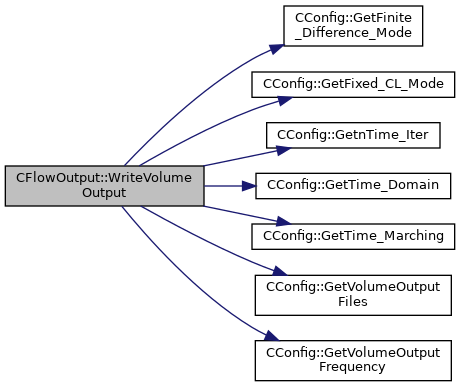 CConfig::GetFinite
_Difference_Mode
CConfig::GetFixed_CL_Mode
CConfig::GetnTime_Iter
CFlowOutput::WriteVolume
Output
CConfig::GetTime_Domain
CConfig::GetTime_Marching
CConfig::GetVolumeOutput
Files
CConfig::GetVolumeOutput
Frequency